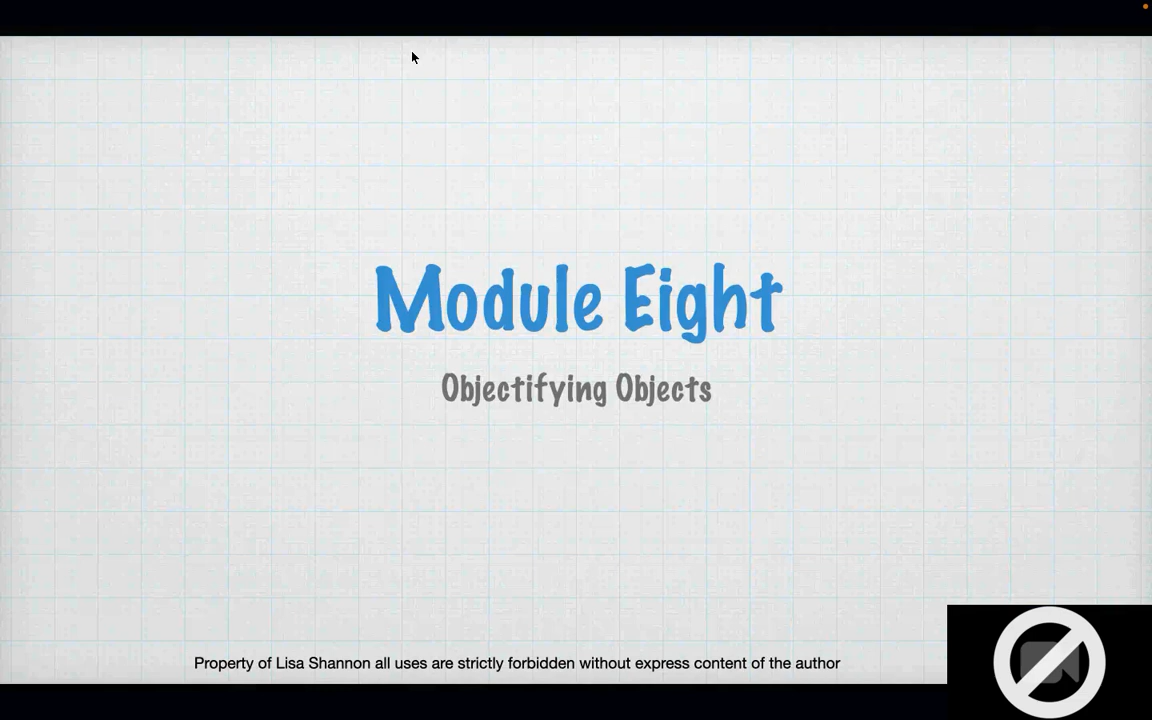 Module Eight
Objectifying Objects
Property of Lisa Shannon all uses are strictly forbidden without express content of the author